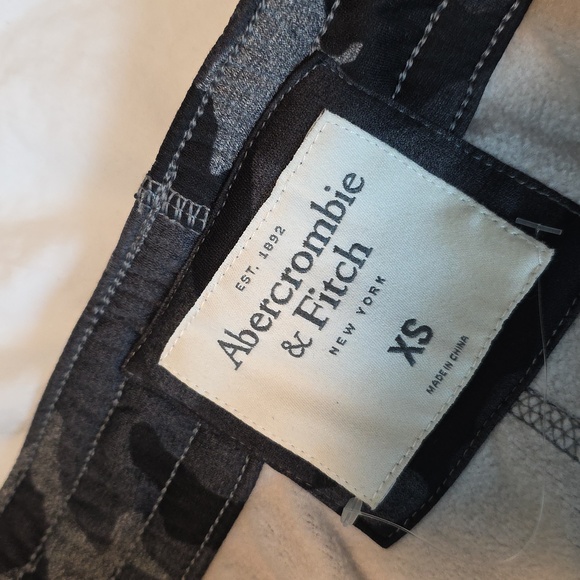 EST. 1892
Abercrombie
& Fitch
NEW YORK
XS
MADE IN CHINA